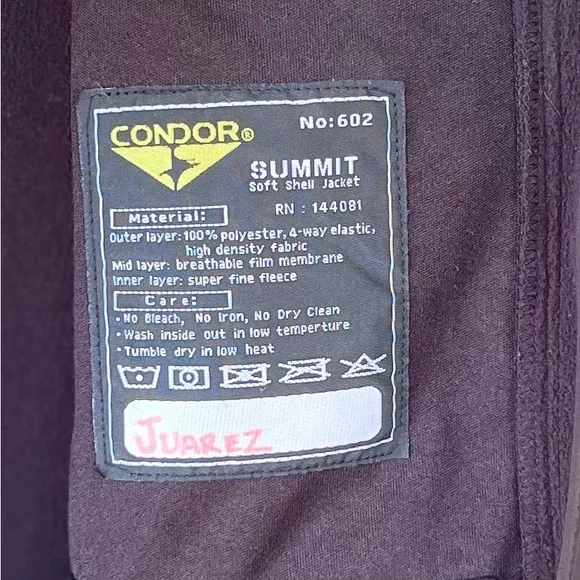 CONDOR®
No:602
SUMMIT
Soft Shell Jacket
RN : 144081
Material:
Outer layer: 100% polyester, 4-way elastic,
high density fabric
Mid layer: breathable film membrane
Inner layer: super fine fleece
Care:
• No Bleach, No Iron, No Dry Clean
• Wash inside out in low temperture
• Tumble dry in low heat
JUAREZ